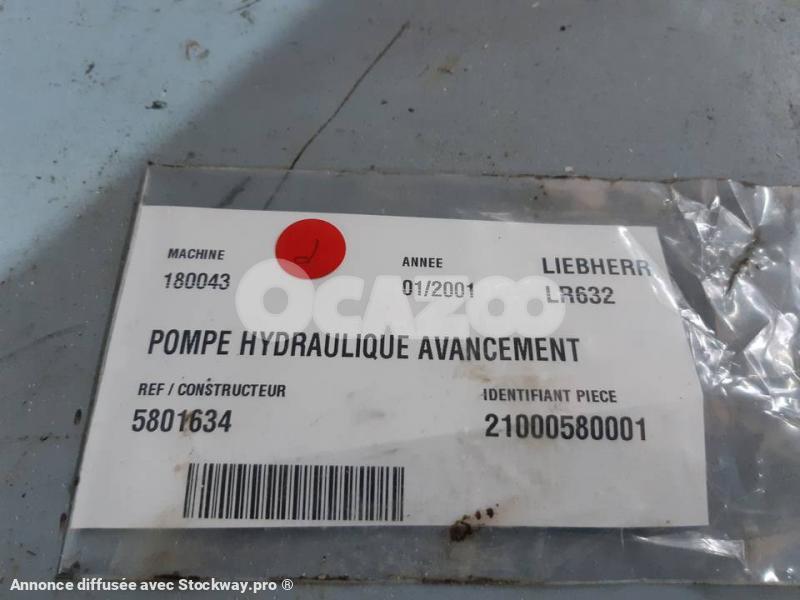 MACHINE
180043
ANNEE
01/2001
LIEBHERR
LR632
OCAZOO
POMPE HYDRAULIQUE AVANCEMENT
REF / CONSTRUCTEUR
5801634
IDENTIFIANT PIECE
21000580001
Annonce diffusée avec Stockway.pro ®